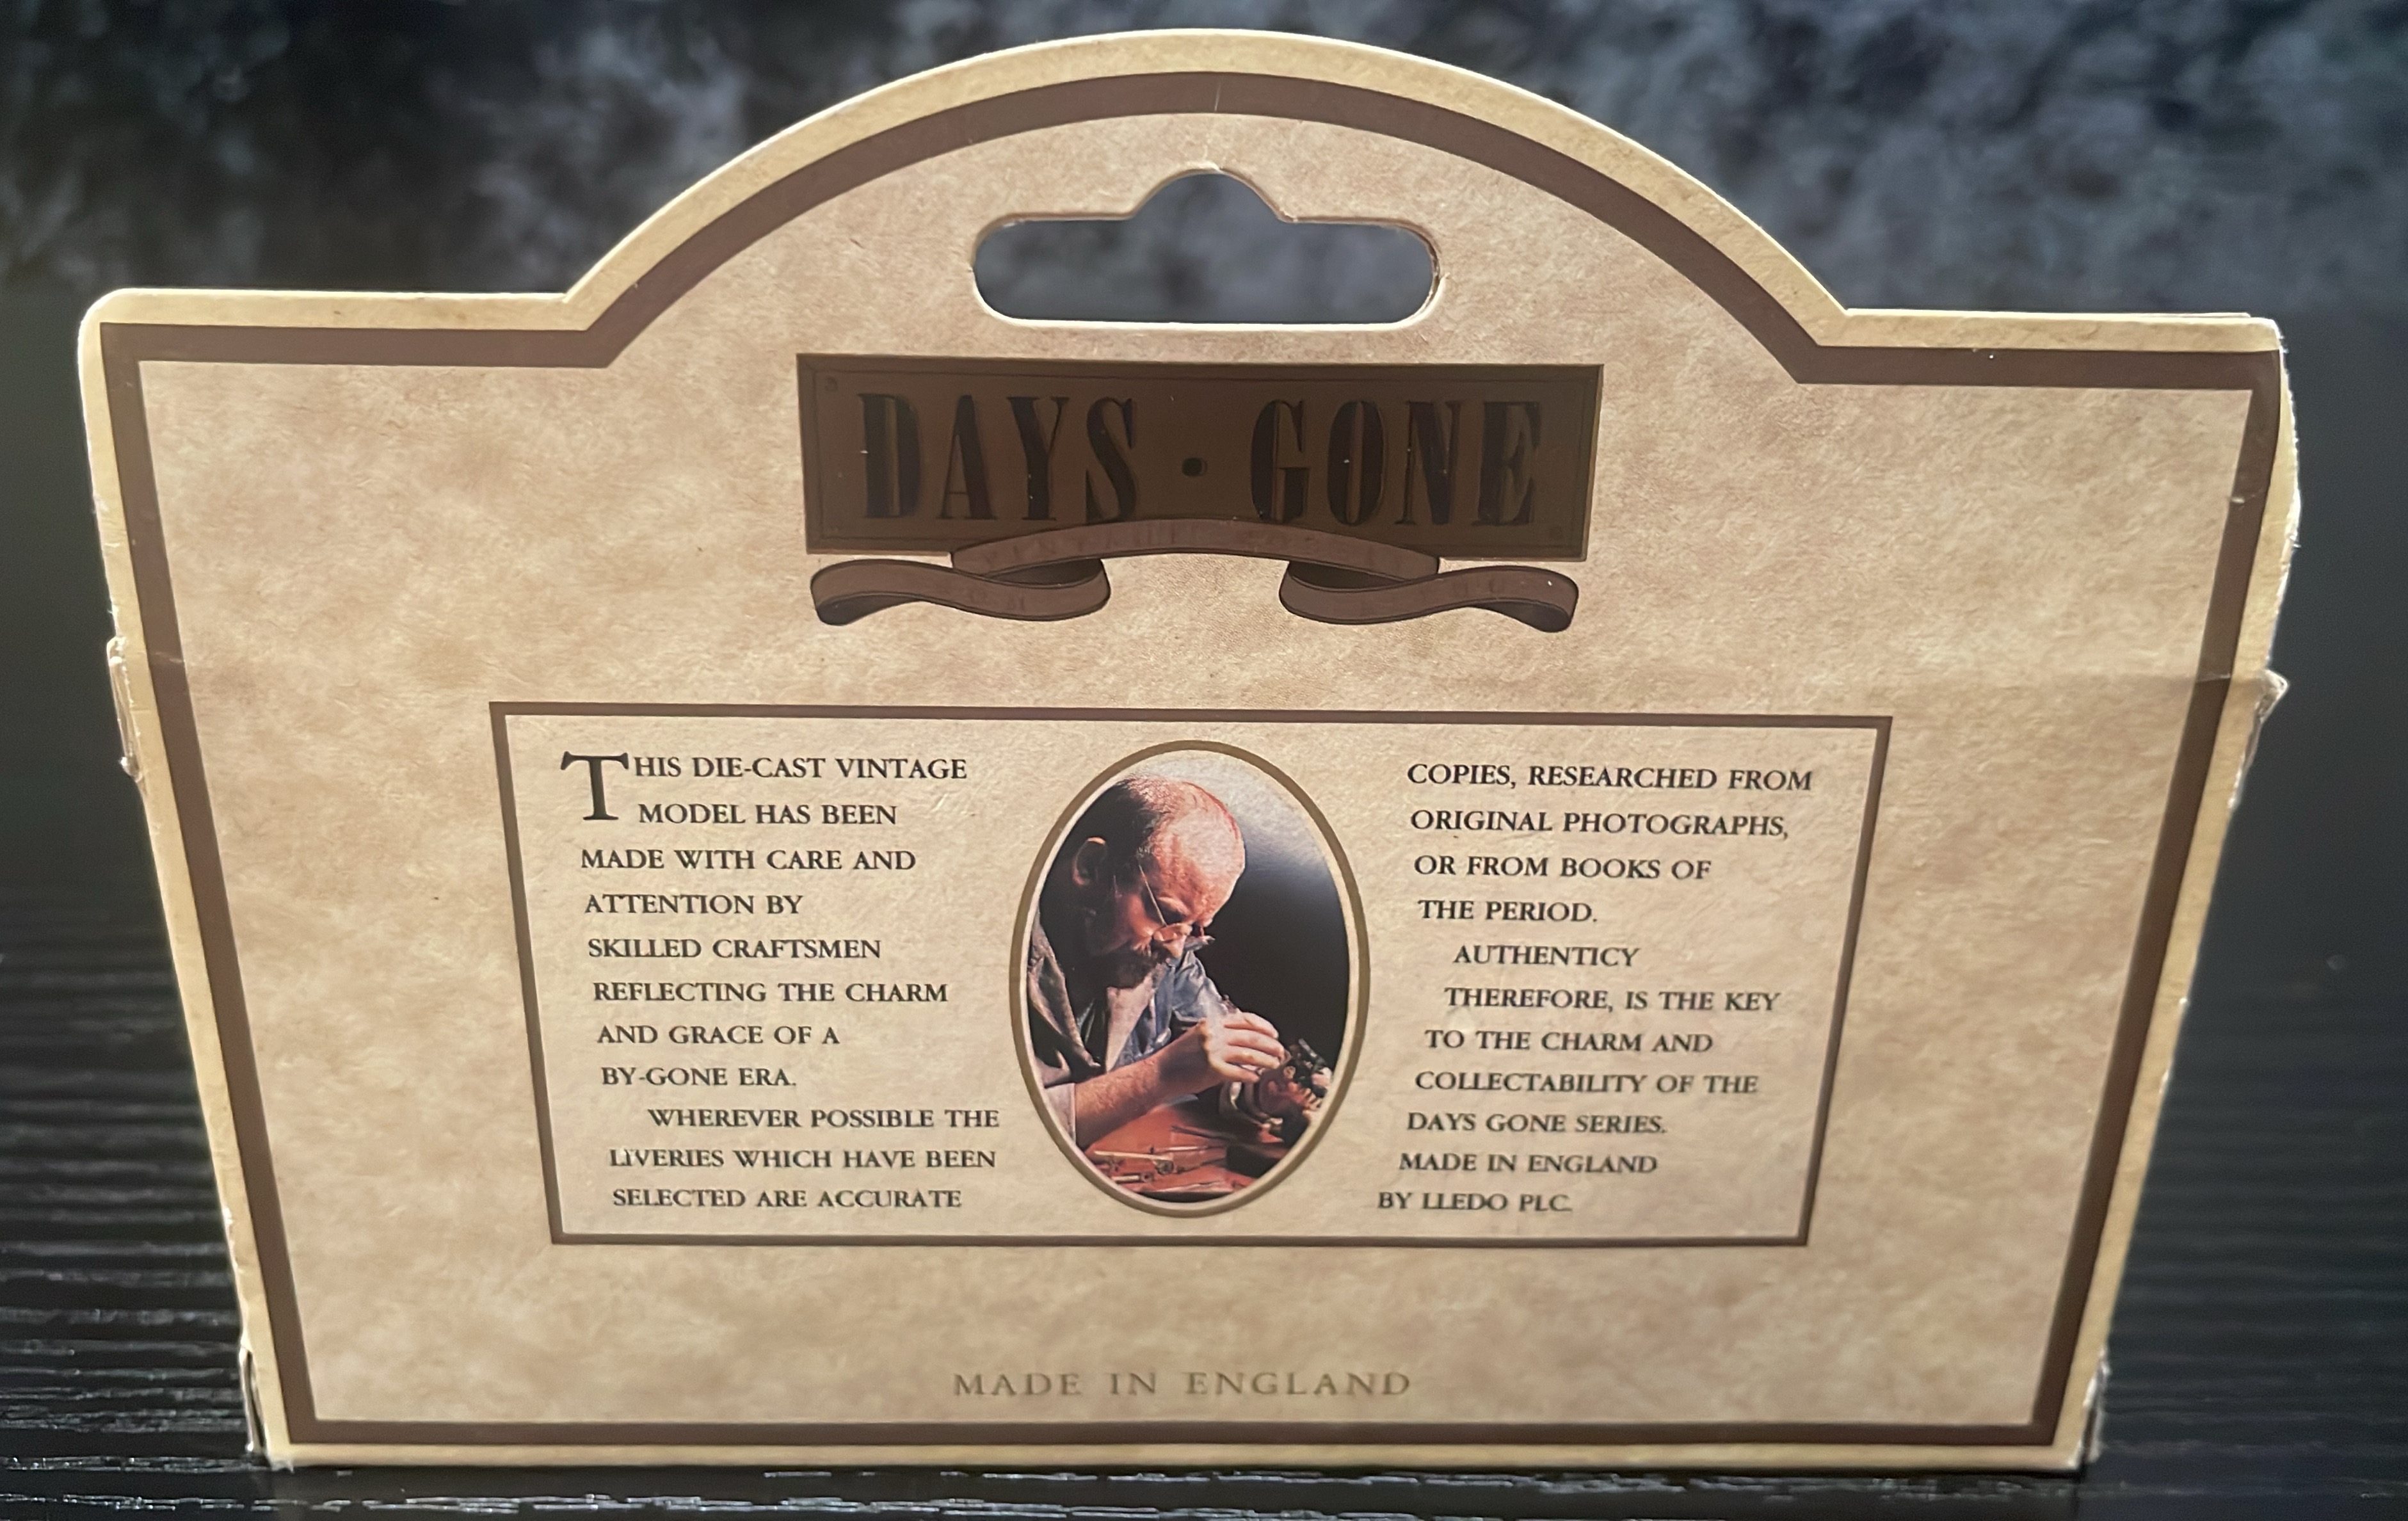 DAYS · GONE
THIS DIE-CAST VINTAGE
MODEL HAS BEEN
MADE WITH CARE AND
ATTENTION BY
SKILLED CRAFTSMEN
REFLECTING THE CHARM
AND GRACE OF A
BY-GONE ERA.
WHEREVER POSSIBLE THE
LIVERIES WHICH HAVE BEEN
SELECTED ARE ACCURATE
COPIES, RESEARCHED FROM
ORIGINAL PHOTOGRAPHS,
OR FROM BOOKS OF
THE PERIOD.
AUTHENTICY
THEREFORE, IS THE KEY
TO THE CHARM AND
COLLECTABILITY OF THE
DAYS GONE SERIES.
MADE IN ENGLAND
BY LLEDO PLC.
MADE IN ENGLAND